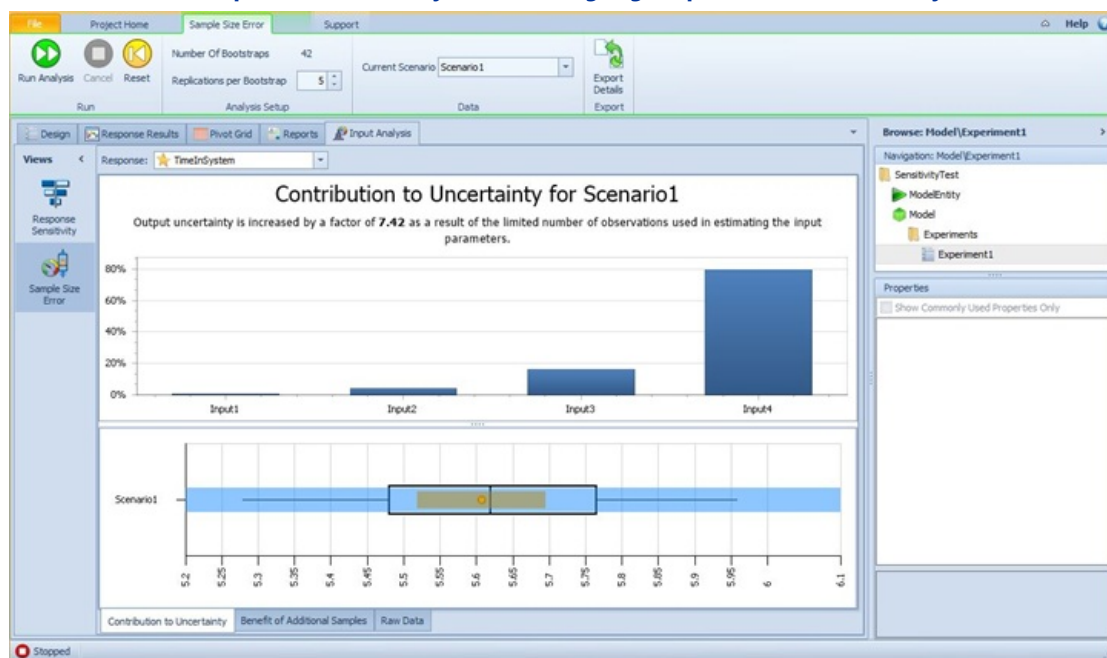 File Project Home Sample Size Error Support Help
Run Analysis Cancel Reset
Number Of Bootstraps 42
Replications per Bootstrap 5
Current Scenario Scenario1
Export Details
Run Analysis Setup Data Export
Design Response Results Pivot Grid Reports Input Analysis
Views
Response: TimeInSystem
Response Sensitivity
Sample Size Error
Contribution to Uncertainty for Scenario1
Output uncertainty is increased by a factor of 7.42 as a result of the limited number of observations used in estimating the input
parameters.
80%
60%
40%
20%
0%
Input1 Input2 Input3 Input4
Scenario1
5.2 5.25 5.3 5.35 5.4 5.45 5.5 5.55 5.6 5.65 5.7 5.75 5.8 5.85 5.9 5.95 6 6.1
Contribution to Uncertainty Benefit of Additional Samples Raw Data
Browse: Model\Experiment1
Navigation: Model\Experiment1
SensitivityTest
ModelEntity
Model
Experiments
Experiment1
Properties
Show Commonly Used Properties Only
Stopped